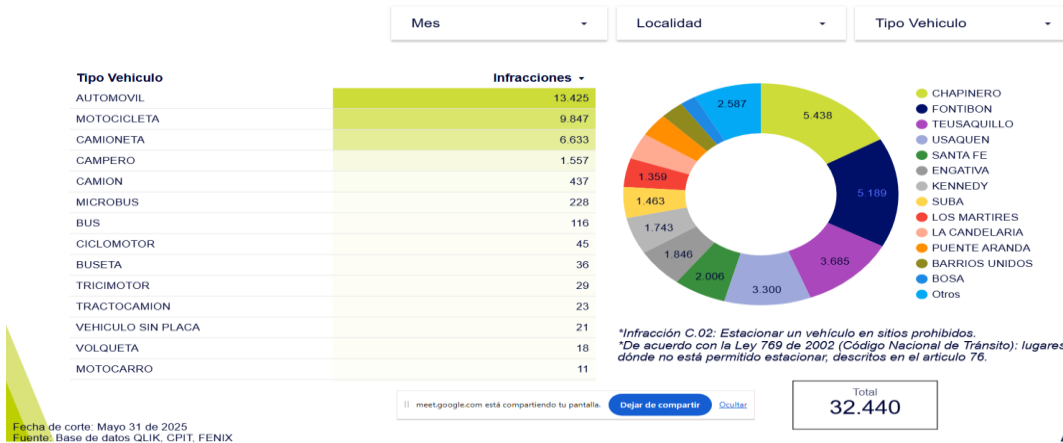 Mes
Localidad
Tipo Vehiculo
Tipo Vehiculo Infracciones
AUTOMOVIL 13.425
MOTOCICLETA 9.847
CAMIONETA 6.633
CAMPERO 1.557
CAMION 437
MICROBUS 228
BUS 116
CICLOMOTOR 45
BUSETA 36
TRICIMOTOR 29
TRACTOCAMION 23
VEHICULO SIN PLACA 21
VOLQUETA 18
MOTOCARRO 11
5.438
5.189
3.685
3.300
2.006
1.846
1.743
1.463
1.359
2.587
CHAPINERO
FONTIBON
TEUSAQUILLO
USAQUEN
SANTA FE
ENGATIVA
KENNEDY
SUBA
LOS MARTIRES
LA CANDELARIA
PUENTE ARANDA
BARRIOS UNIDOS
BOSA
Otros
*Infracción C.02: Estacionar un vehículo en sitios prohibidos.
*De acuerdo con la Ley 769 de 2002 (Código Nacional de Tránsito): lugares
dónde no está permitido estacionar, descritos en el articulo 76.
meet.google.com está compartiendo tu pantalla. Dejar de compartir Ocultar
Total
32.440
Fecha de corte: Mayo 31 de 2025
Fuente: Base de datos QLIK, CPIT, FENIX